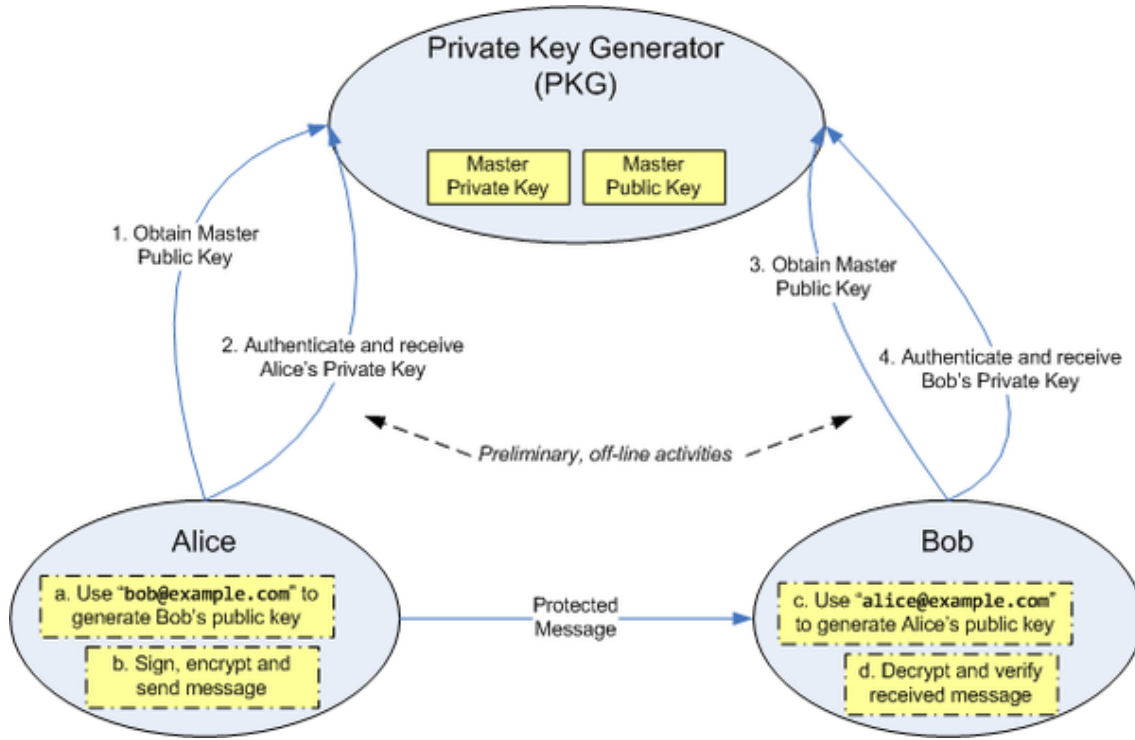 Private Key Generator
(PKG)
Master
Private Key
Master
Public Key
1. Obtain Master
Public Key
2. Authenticate and receive
Alice's Private Key
3. Obtain Master
Public Key
4. Authenticate and receive
Bob's Private Key
Preliminary, off-line activities
Alice
a. Use “bob@example.com” to
generate Bob's public key
b. Sign, encrypt and
send message
Protected
Message
Bob
c. Use “alice@example.com”
to generate Alice's public key
d. Decrypt and verify
received message